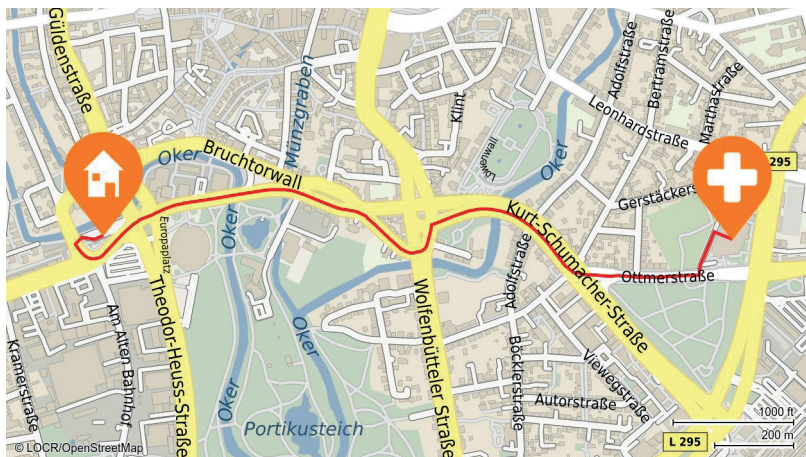 Güldenstraße
Münzgraben
Klint
Adolfstraße
Bertramstraße
Leonhardstraße
Marthastraße
295
Oker
Bruchtorwall
Löwenwall
Oker
Gerstäckers
Europaplatz
Oker
Kurt-Schumacher-Straße
Ottmerstraße
Adolfstraße
Am Alten Bahnhof
Theodor-Heuss-Straße
Wolfenbütteler Straße
Kramerstraße
Oker
Böcklerstraße
Viewegstraße
Oker
Autorstraße
Portikusteich
1000 ft
200 m
L 295
© LOCR/OpenStreetMap